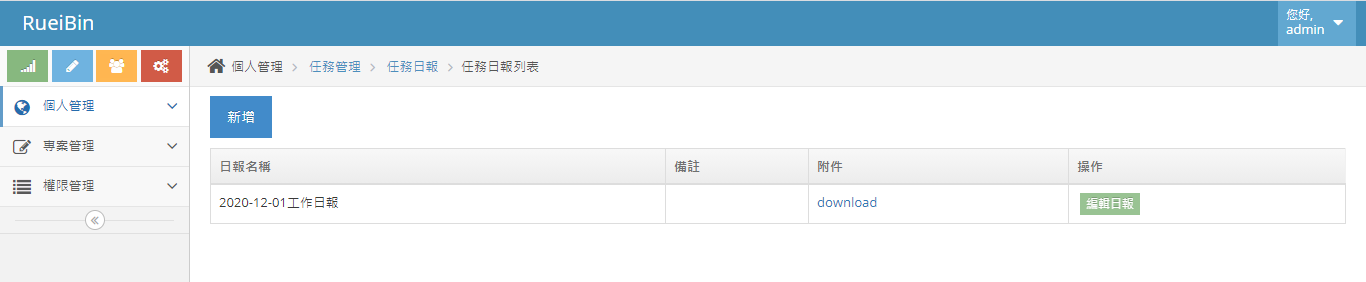 RueiBin
您好,
admin
個人管理 任務管理 任務日報 任務日報列表
個人管理
專案管理
權限管理
新增
日報名稱 備註 附件 操作
2020-12-01工作日報 download 編輯日報